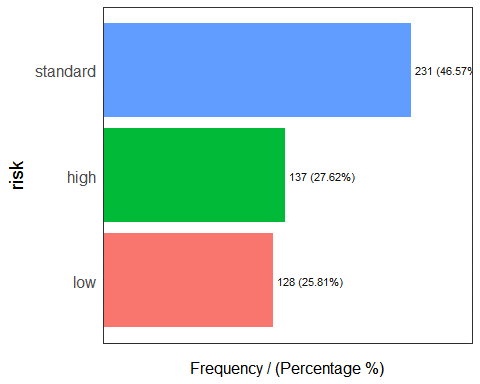 standard
231 (46.57%
high
137 (27.62%)
low
128 (25.81%)
risk
Frequency / (Percentage %)